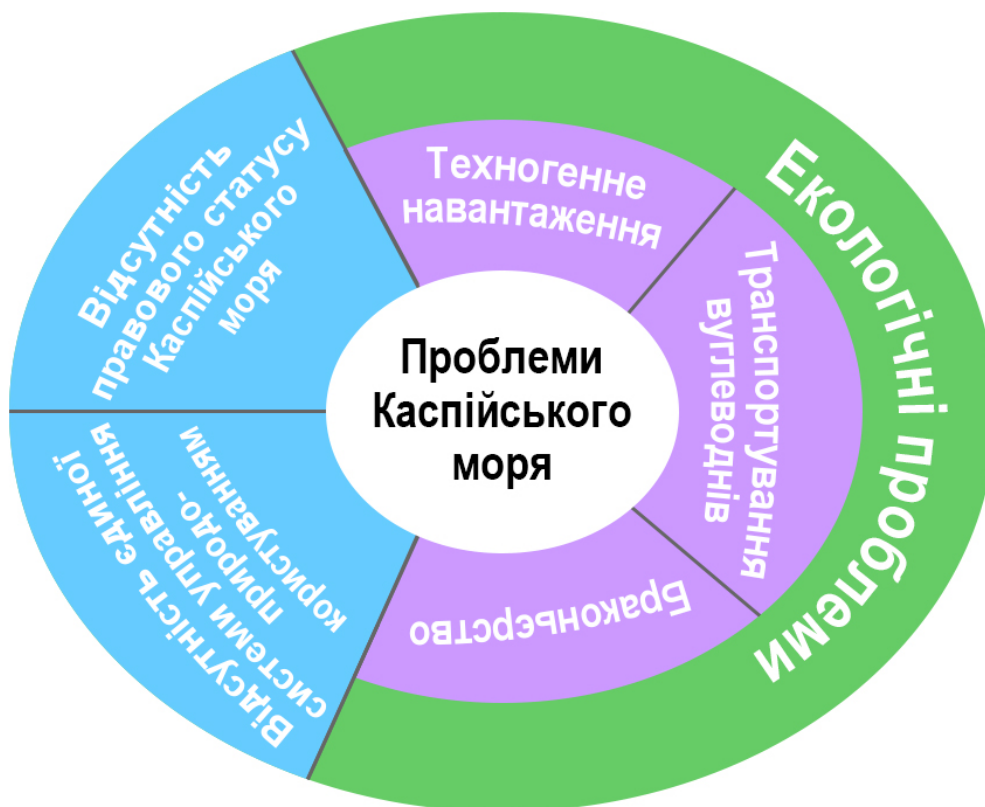 Проблеми
Каспійського
моря
Відсутність
правового статусу
Каспійського
моря
Техногенне
навантаження
Транспортування
вуглеводнів
Браконьєрство
Відсутність єдиної
системи управління
природо-
користуванням
Екологічні проблеми